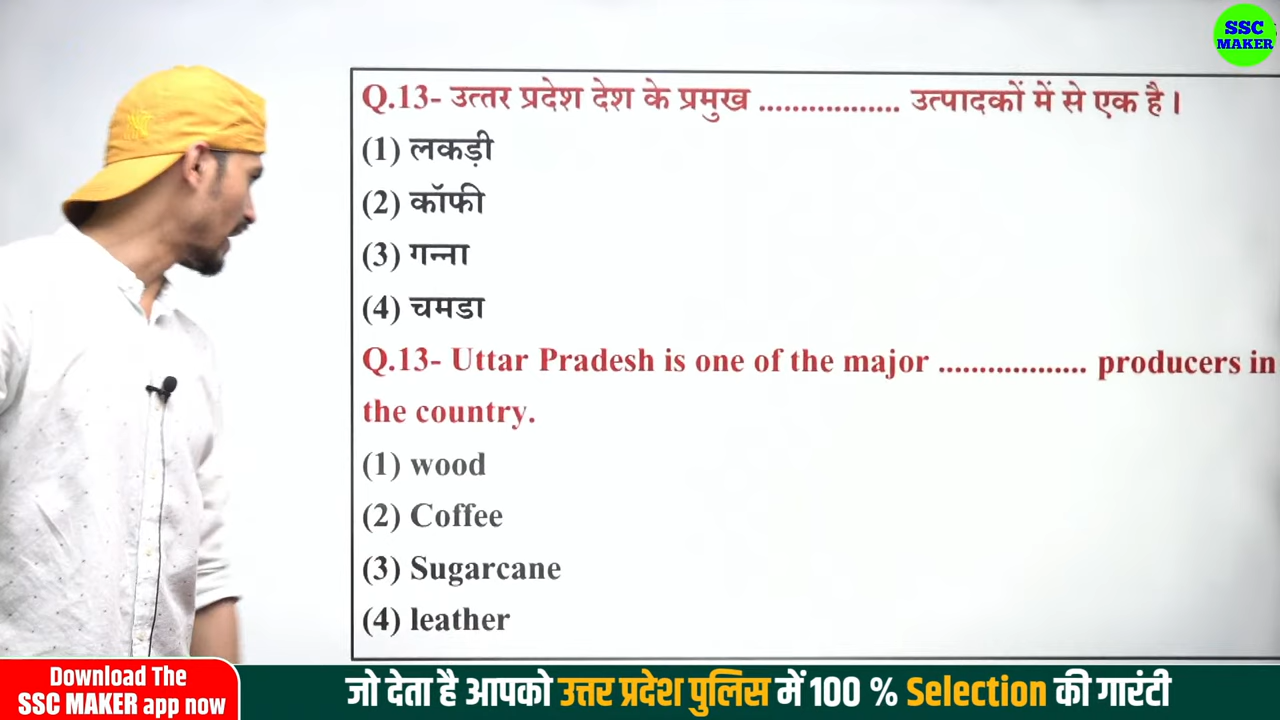 SSC
MAKER
Q.13- उत्तर प्रदेश देश के प्रमुख ................. उत्पादकों में से एक है।
(1) लकड़ी
(2) कॉफी
(3) गन्ना
(4) चमडा
Q.13- Uttar Pradesh is one of the major .................. producers in
the country.
(1) wood
(2) Coffee
(3) Sugarcane
(4) leather
Download The
SSC MAKER app now
जो देता है आपको उत्तर प्रदेश पुलिस में 100 % Selection की गारंटी